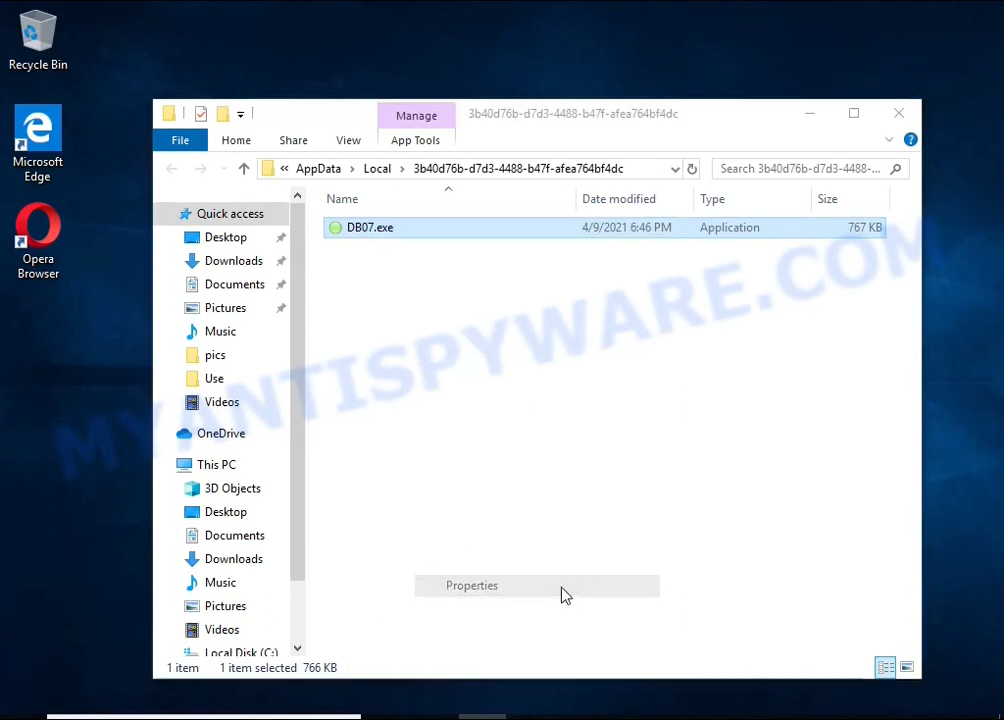 Recycle Bin
Microsoft
Edge
Opera
Browser
Manage
3b40d76b-d7d3-4488-b47f-afea764bf4dc
File
Home
Share
View
App Tools
« AppData > Local > 3b40d76b-d7d3-4488-b47f-afea764bf4dc
Search 3b40d76b-d7d3-4488-...
Name
Date modified
Type
Size
DB07.exe
4/9/2021 6:46 PM
Application
767 KB
Quick access
Desktop
Downloads
Documents
Pictures
Music
pics
Use
Videos
OneDrive
This PC
3D Objects
Desktop
Documents
Downloads
Music
Pictures
Videos
Local Disk (C:)
Properties
1 item
1 item selected 766 KB
MYANTISPYWARE.COM